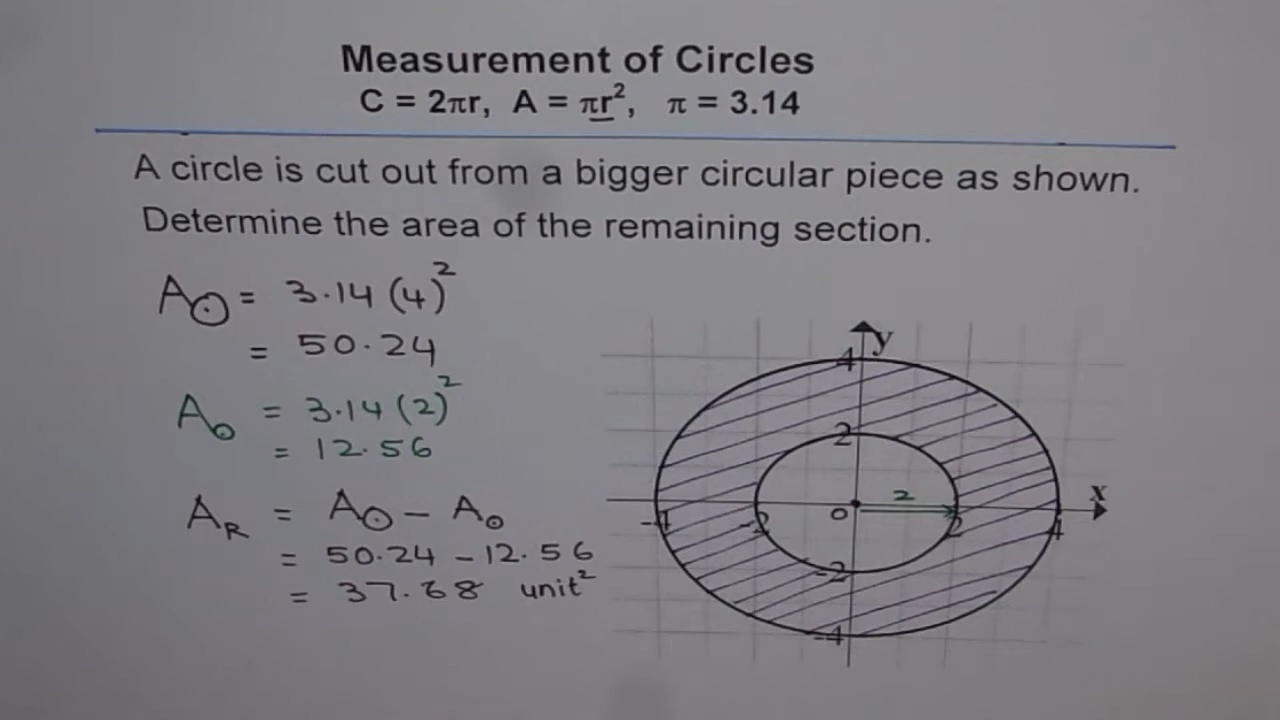 Measurement of Circles
C = 2πr, A = πr², π = 3.14
A circle is cut out from a bigger circular piece as shown.
Determine the area of the remaining section.
A⊙ = 3.14 (4)²
= 50.24
A⊙ = 3.14 (2)²
= 12.56
A_R = A⊙ − A⊙
= 50.24 − 12.56
= 37.68 unit²
y
4
2
2
x
-4 -2 0 2 4
-2
-4